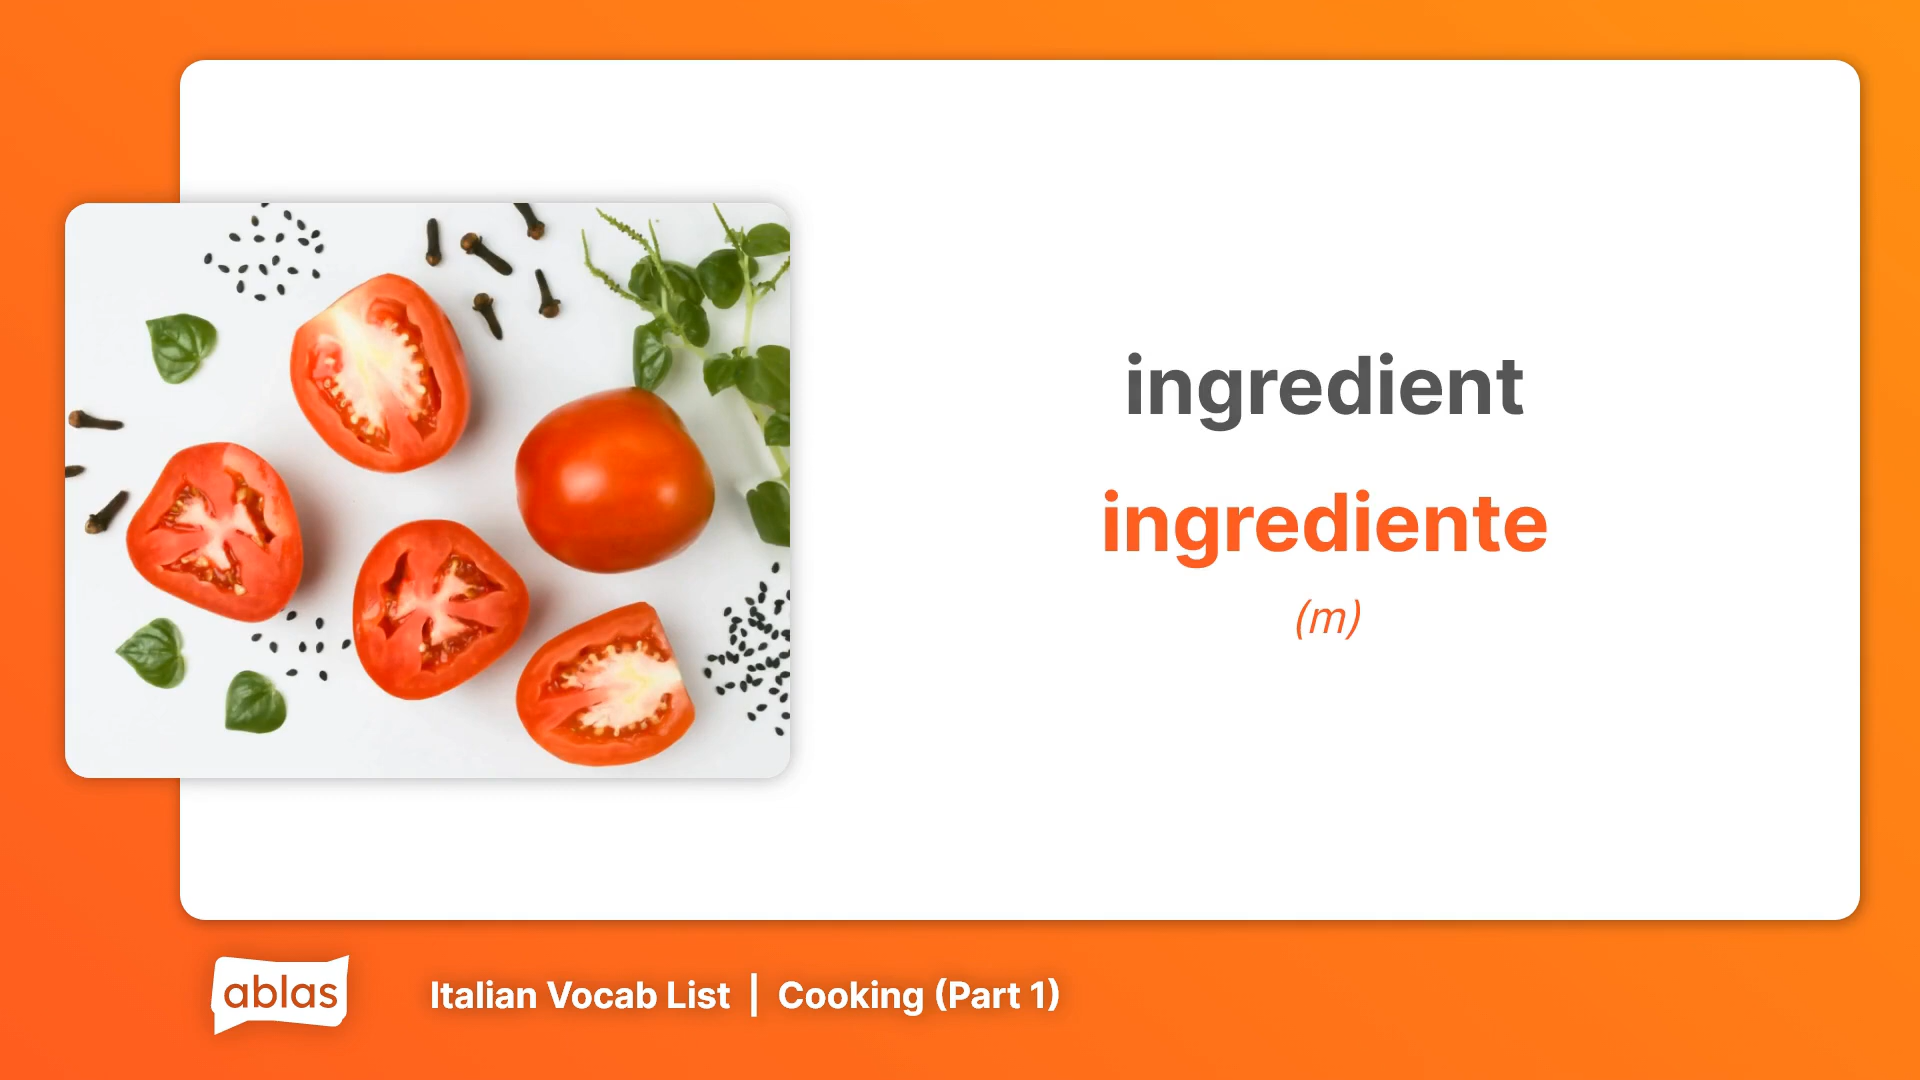 ingredient
ingrediente
(m)
ablas
Italian Vocab List | Cooking (Part 1)